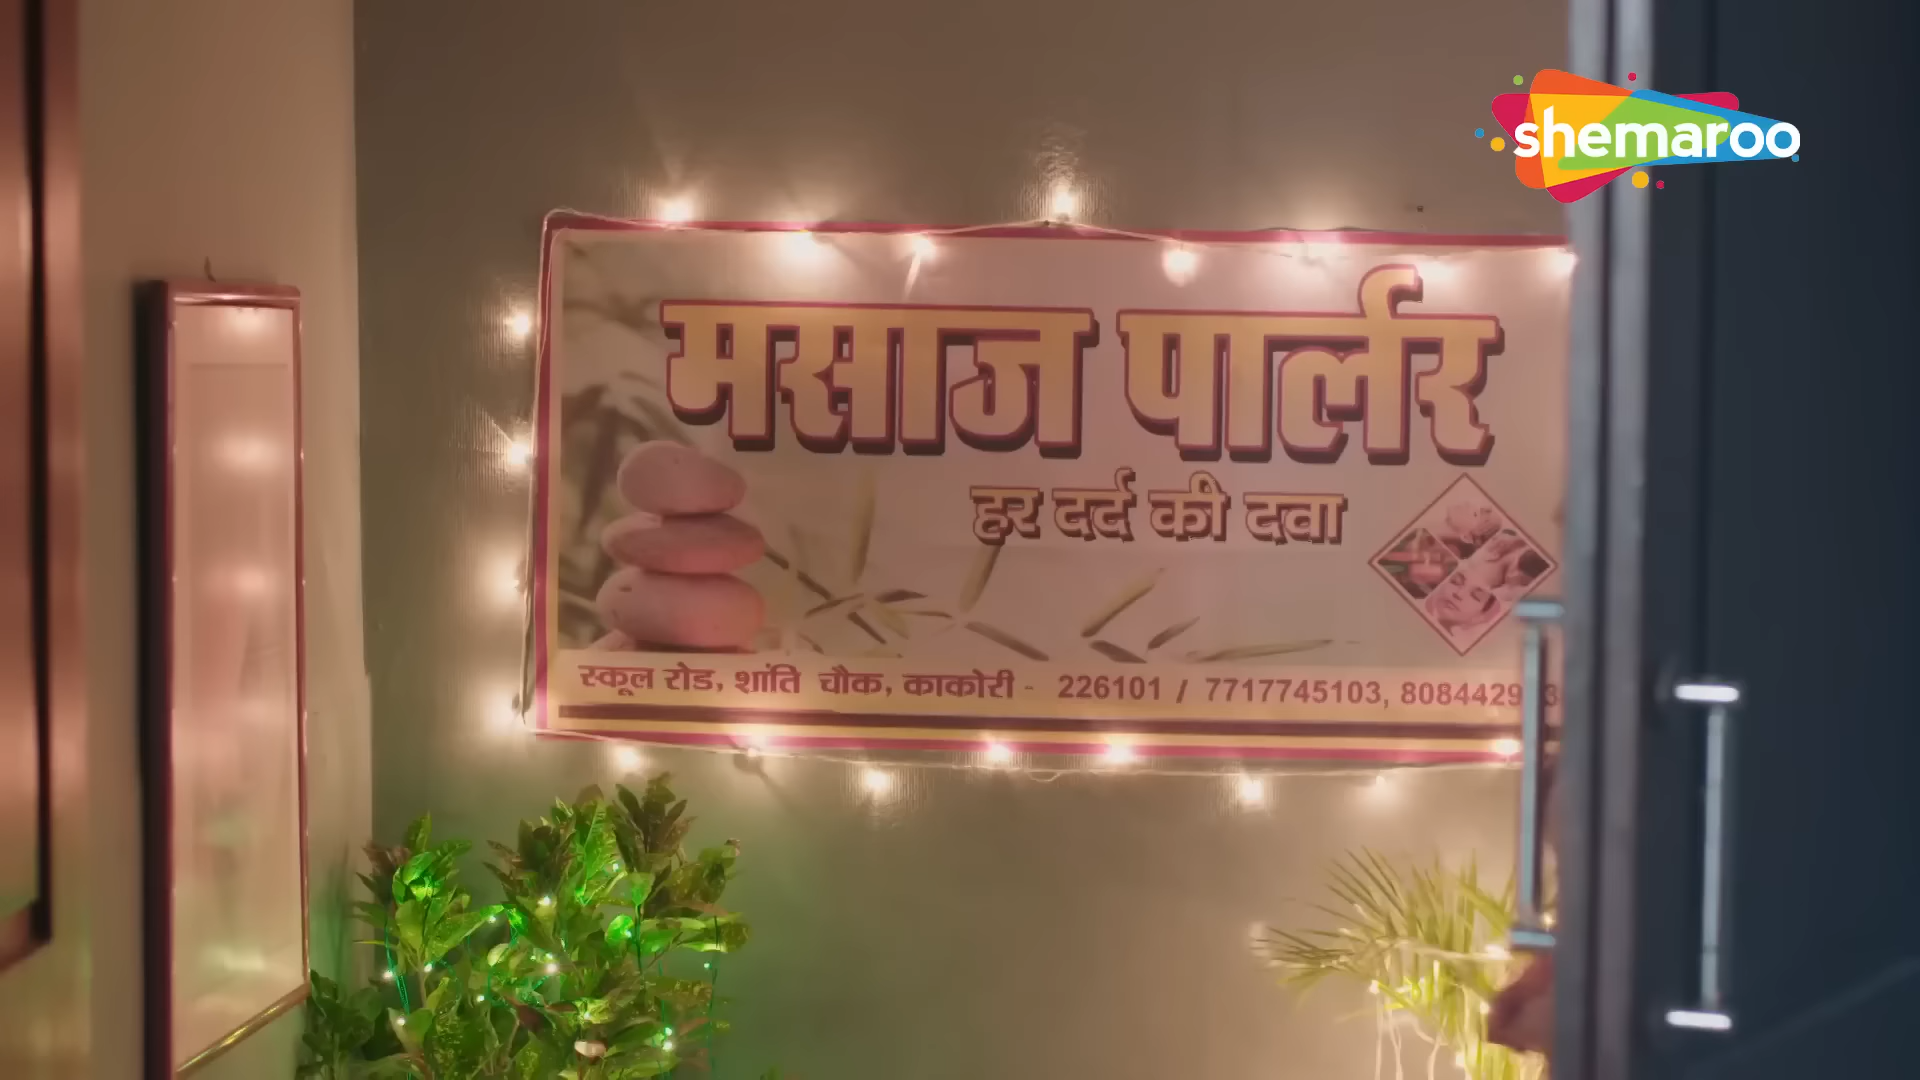 shemaroo
मसाज पार्लर
हर दर्द की दवा
स्कूल रोड, शांति चौक, काकोरी - 226101 / 7717745103,